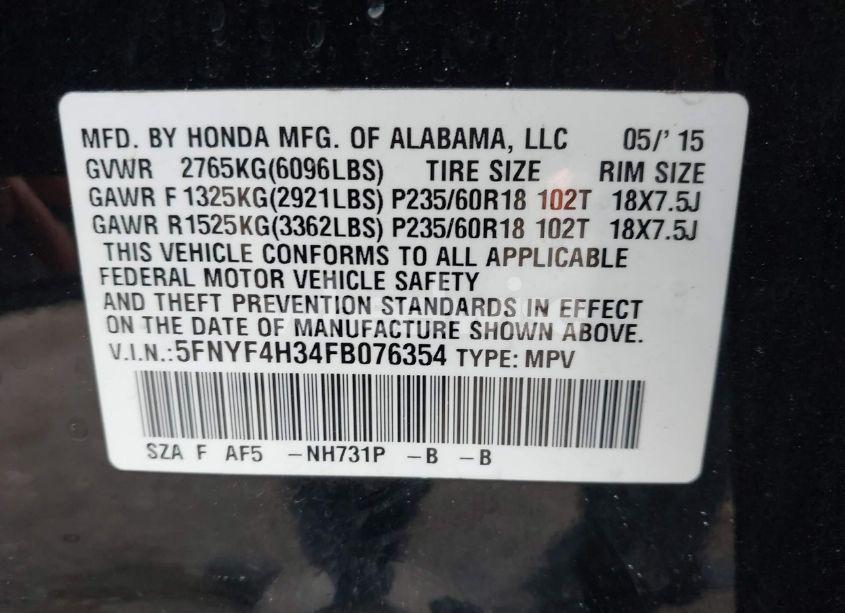 MFD. BY HONDA MFG. OF ALABAMA, LLC 05/' 15
GVWR 2765KG(6096LBS) TIRE SIZE RIM SIZE
GAWR F 1325KG(2921LBS) P235/60R18 102T 18X7.5J
GAWR R1525KG(3362LBS) P235/60R18 102T 18X7.5J
THIS VEHICLE CONFORMS TO ALL APPLICABLE
FEDERAL MOTOR VEHICLE SAFETY
AND THEFT PREVENTION STANDARDS IN EFFECT
ON THE DATE OF MANUFACTURE SHOWN ABOVE.
V.I.N.:5FNYF4H34FB076354 TYPE: MPV
SZA F AF5 -NH731P -B -B